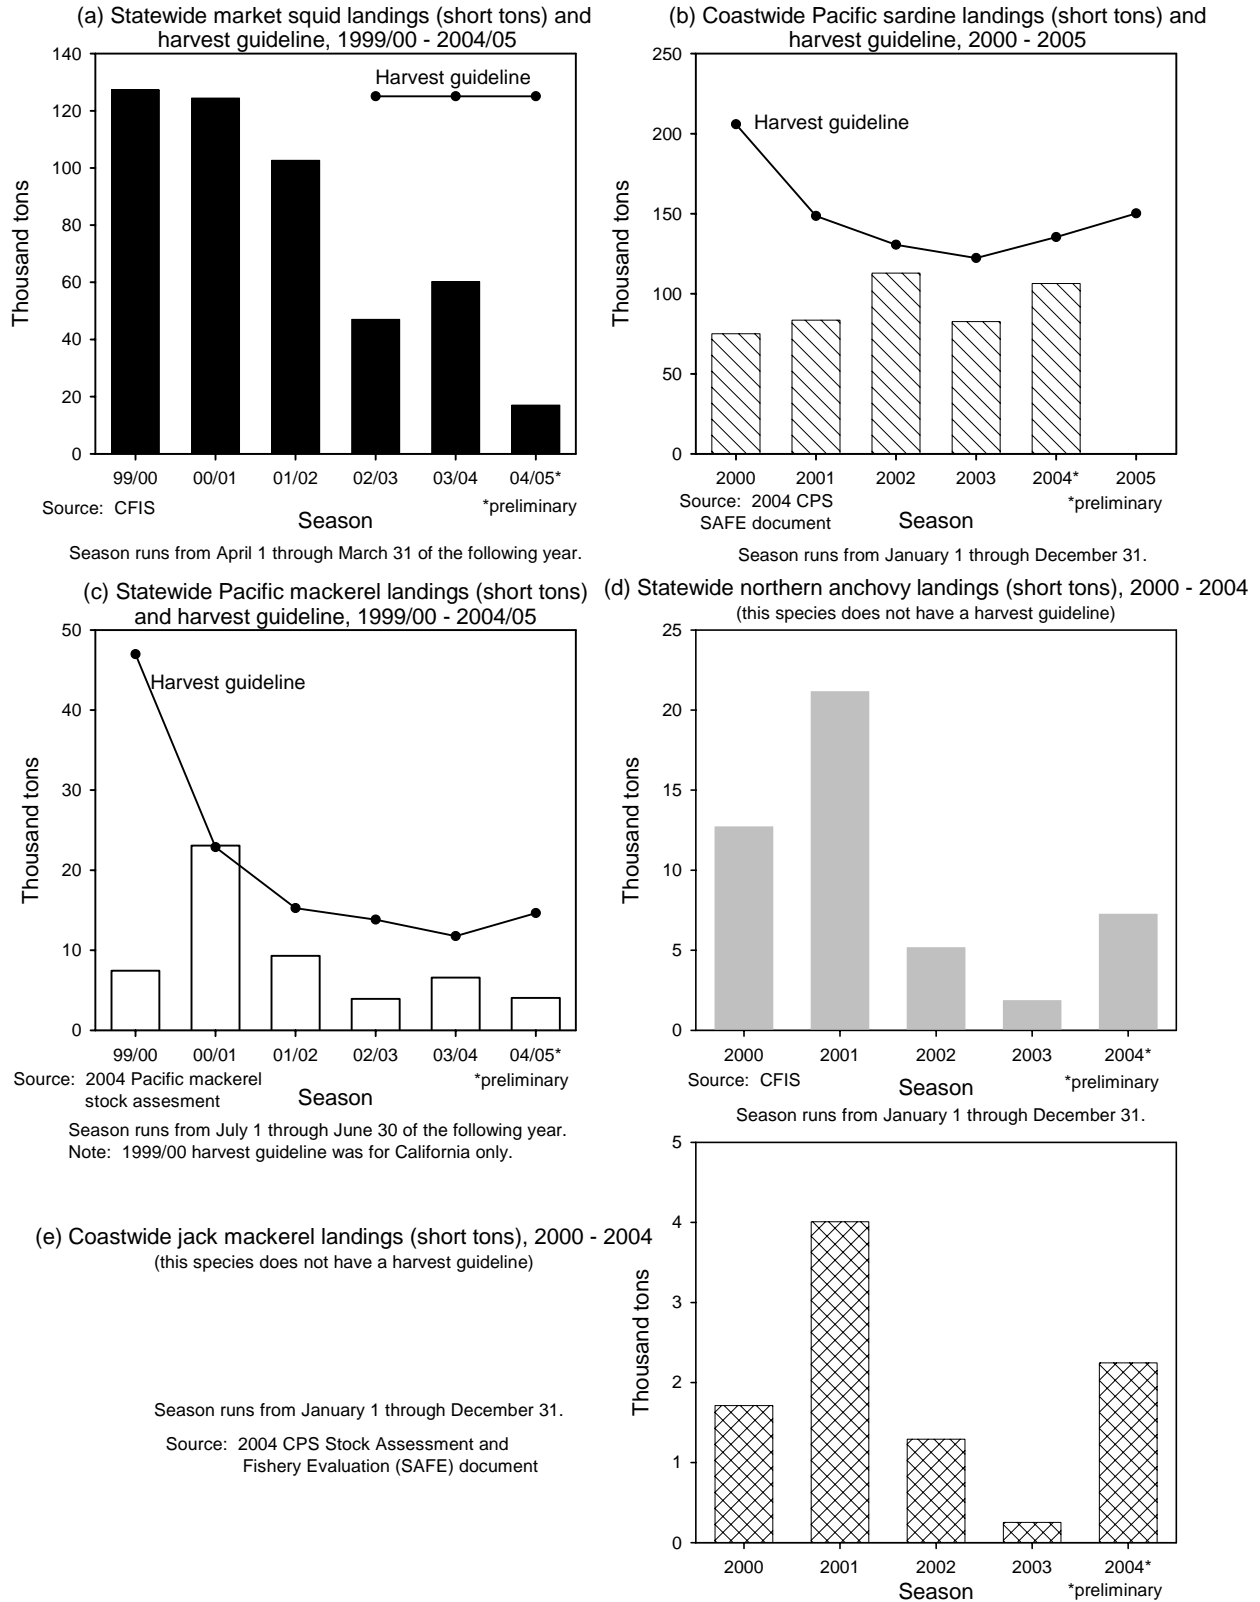 (a) Statewide market squid landings (short tons) and
harvest guideline, 1999/00 - 2004/05
140
120
100
80
60
40
20
0
Thousand tons
Harvest guideline
99/00 00/01 01/02 02/03 03/04 04/05*
Source: CFIS
*preliminary
Season
Season runs from April 1 through March 31 of the following year.
(b) Coastwide Pacific sardine landings (short tons) and
harvest guideline, 2000 - 2005
250
200
150
100
50
0
Thousand tons
Harvest guideline
2000 2001 2002 2003 2004* 2005
Source: 2004 CPS
SAFE document
*preliminary
Season
Season runs from January 1 through December 31.
(c) Statewide Pacific mackerel landings (short tons)
and harvest guideline, 1999/00 - 2004/05
50
40
30
20
10
0
Thousand tons
Harvest guideline
99/00 00/01 01/02 02/03 03/04 04/05*
Source: 2004 Pacific mackerel
stock assesment
*preliminary
Season
Season runs from July 1 through June 30 of the following year.
Note: 1999/00 harvest guideline was for California only.
(d) Statewide northern anchovy landings (short tons), 2000 - 2004
(this species does not have a harvest guideline)
25
20
15
10
5
0
Thousand tons
2000 2001 2002 2003 2004*
Source: CFIS
*preliminary
Season
Season runs from January 1 through December 31.
(e) Coastwide jack mackerel landings (short tons), 2000 - 2004
(this species does not have a harvest guideline)
Season runs from January 1 through December 31.
Source: 2004 CPS Stock Assessment and
Fishery Evaluation (SAFE) document
5
4
3
2
1
0
Thousand tons
2000 2001 2002 2003 2004*
Season
*preliminary